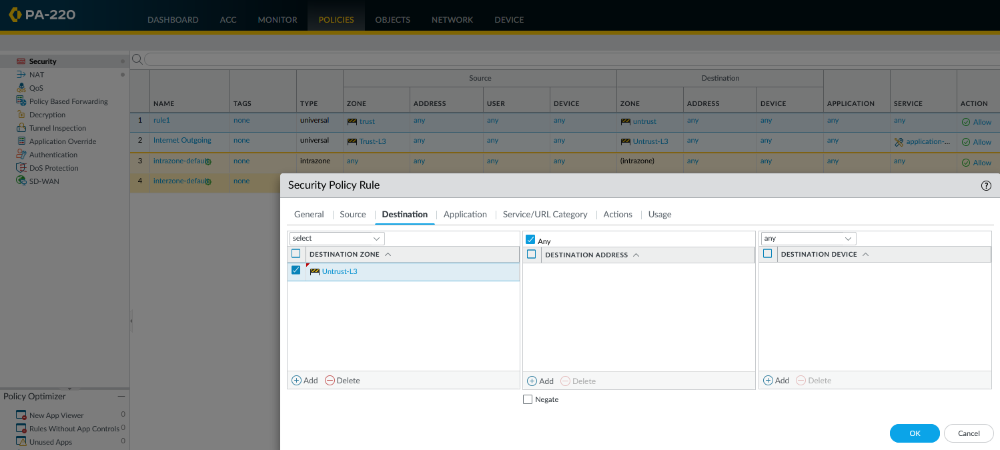 PA-220
DASHBOARD ACC MONITOR POLICIES OBJECTS NETWORK DEVICE
Security
NAT
QoS
Policy Based Forwarding
Decryption
Tunnel Inspection
Application Override
Authentication
DoS Protection
SD-WAN
Source Destination
NAME TAGS TYPE ZONE ADDRESS USER DEVICE ZONE ADDRESS DEVICE APPLICATION SERVICE ACTION
1 rule1 none universal trust any any any untrust any any any any Allow
2 Internet Outgoing none universal Trust-L3 any any any Untrust-L3 any any any application-... Allow
3 intrazone-default none intrazone any any any any (intrazone) any any any any Allow
4 interzone-default none
Security Policy Rule
General Source Destination Application Service/URL Category Actions Usage
select Any any
DESTINATION ZONE DESTINATION ADDRESS DESTINATION DEVICE
Untrust-L3
Add Delete Add Delete Add Delete
Negate
OK Cancel
Policy Optimizer
New App Viewer 0
Rules Without App Controls 0
Unused Apps 0